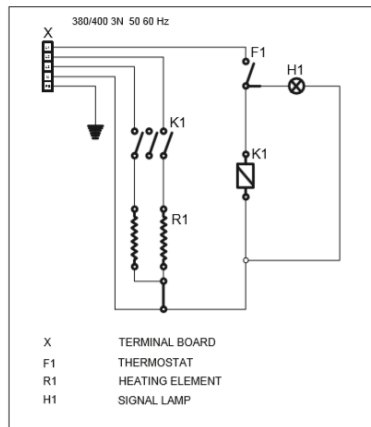 380/400 3N 50 60 Hz
X
F1
H1
K1
K1
R1
X TERMINAL BOARD
F1 THERMOSTAT
R1 HEATING ELEMENT
H1 SIGNAL LAMP